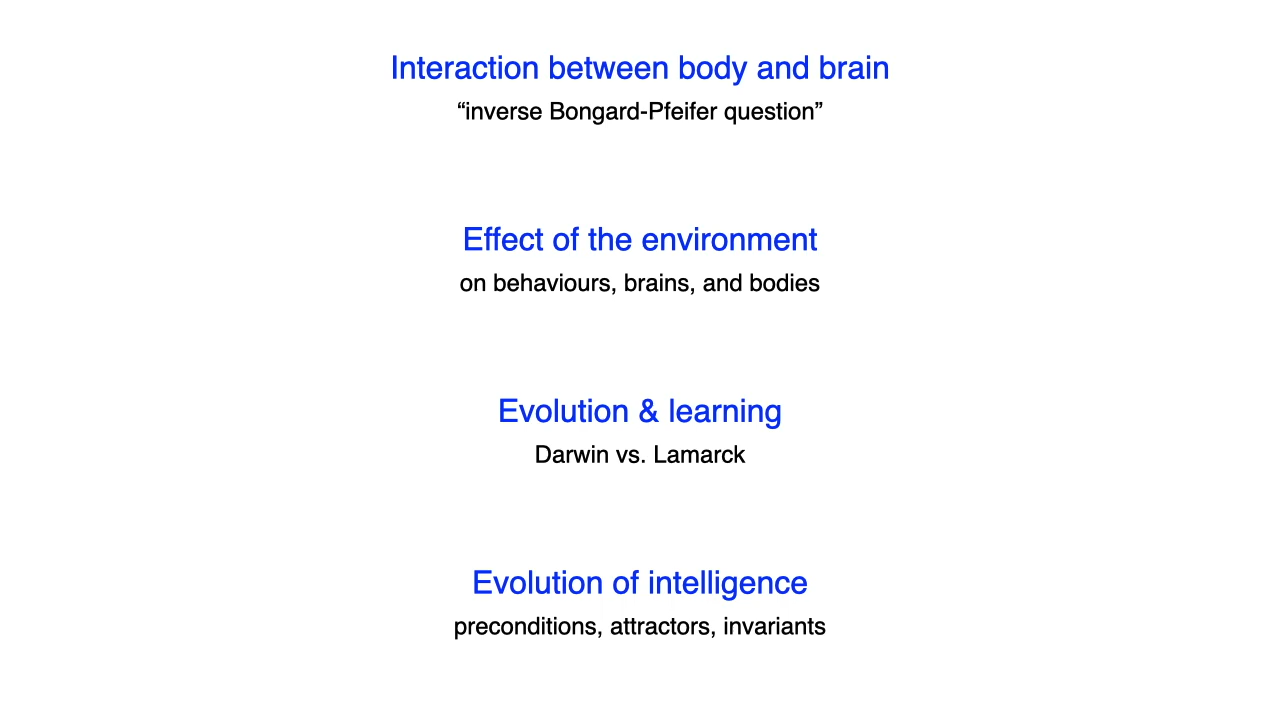 Interaction between body and brain
“inverse Bongard-Pfeifer question”
Effect of the environment
on behaviours, brains, and bodies
Evolution & learning
Darwin vs. Lamarck
Evolution of intelligence
preconditions, attractors, invariants